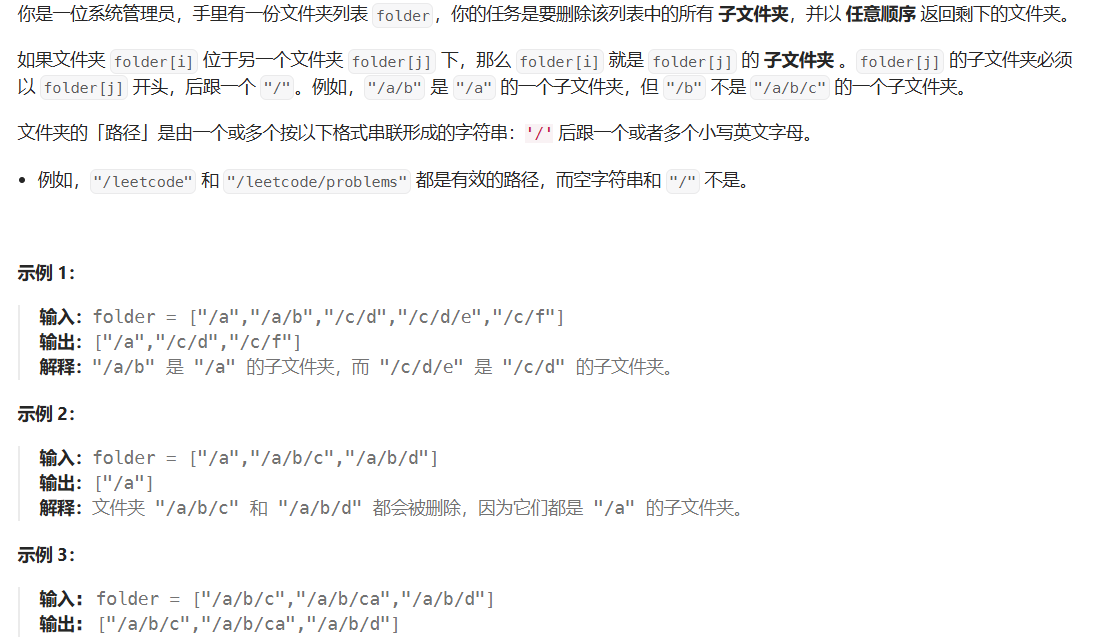 你是一位系统管理员，手里有一份文件夹列表 folder，你的任务是要删除该列表中的所有 子文件夹，并以 任意顺序 返回剩下的文件夹。
如果文件夹 folder[i] 位于另一个文件夹 folder[j] 下，那么 folder[i] 就是 folder[j] 的 子文件夹 。folder[j] 的子文件夹必须
以 folder[j] 开头，后跟一个 "/"。例如，"/a/b" 是 "/a" 的一个子文件夹，但 "/b" 不是 "/a/b/c" 的一个子文件夹。
文件夹的「路径」是由一个或多个按以下格式串联形成的字符串：'/' 后跟一个或者多个小写英文字母。
• 例如，"/leetcode" 和 "/leetcode/problems" 都是有效的路径，而空字符串和 "/" 不是。
示例 1：
输入：folder = ["/a","/a/b","/c/d","/c/d/e","/c/f"]
输出：["/a","/c/d","/c/f"]
解释："/a/b" 是 "/a" 的子文件夹，而 "/c/d/e" 是 "/c/d" 的子文件夹。
示例 2：
输入：folder = ["/a","/a/b/c","/a/b/d"]
输出：["/a"]
解释：文件夹 "/a/b/c" 和 "/a/b/d" 都会被删除，因为它们都是 "/a" 的子文件夹。
示例 3：
输入: folder = ["/a/b/c","/a/b/ca","/a/b/d"]
输出: ["/a/b/c","/a/b/ca","/a/b/d"]